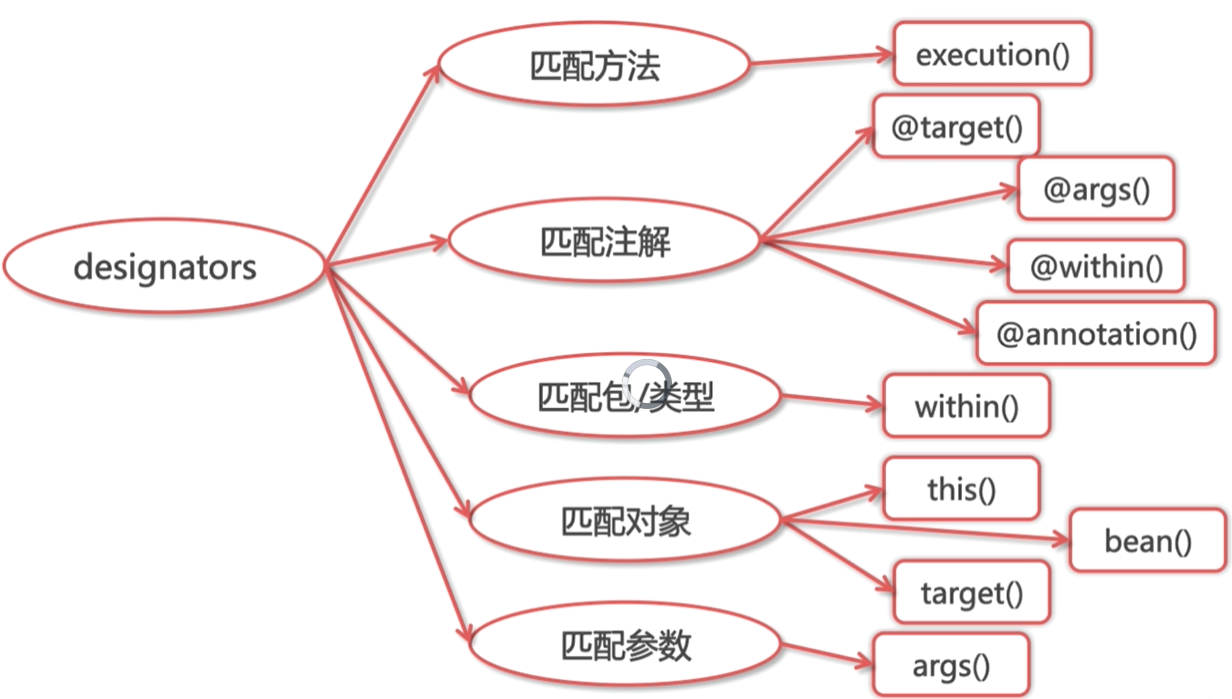 designators
匹配方法
execution()
匹配注解
@target()
@args()
@within()
@annotation()
匹配包/类型
within()
匹配对象
this()
bean()
target()
匹配参数
args()